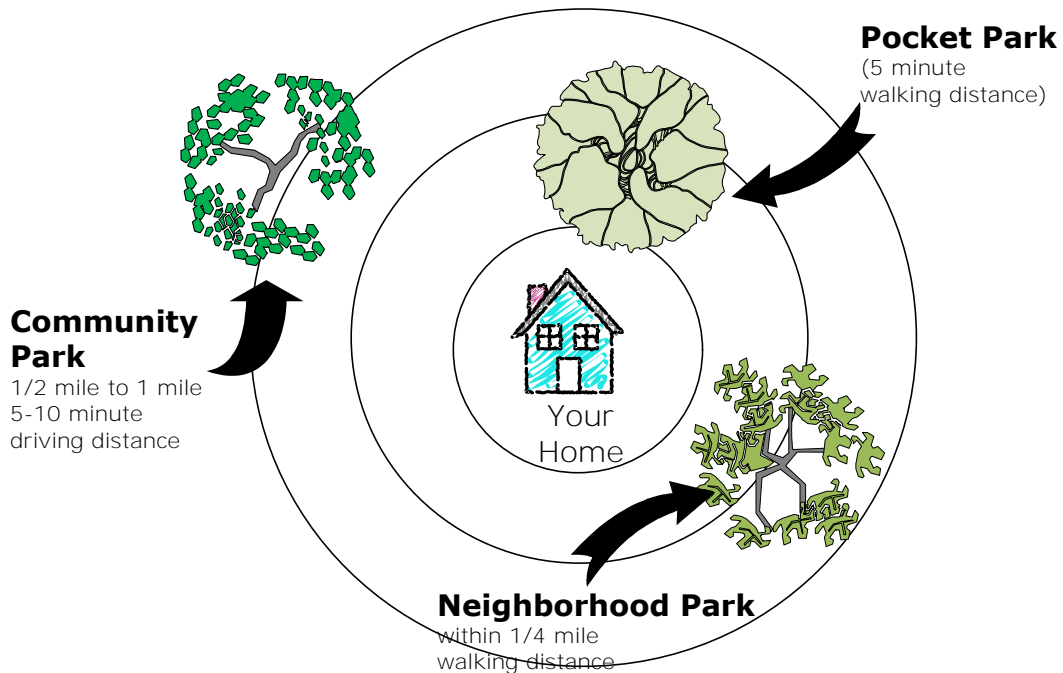 Pocket Park
(5 minute
walking distance)
Community
Park
1/2 mile to 1 mile
5-10 minute
driving distance
Your
Home
Neighborhood Park
within 1/4 mile
walking distance